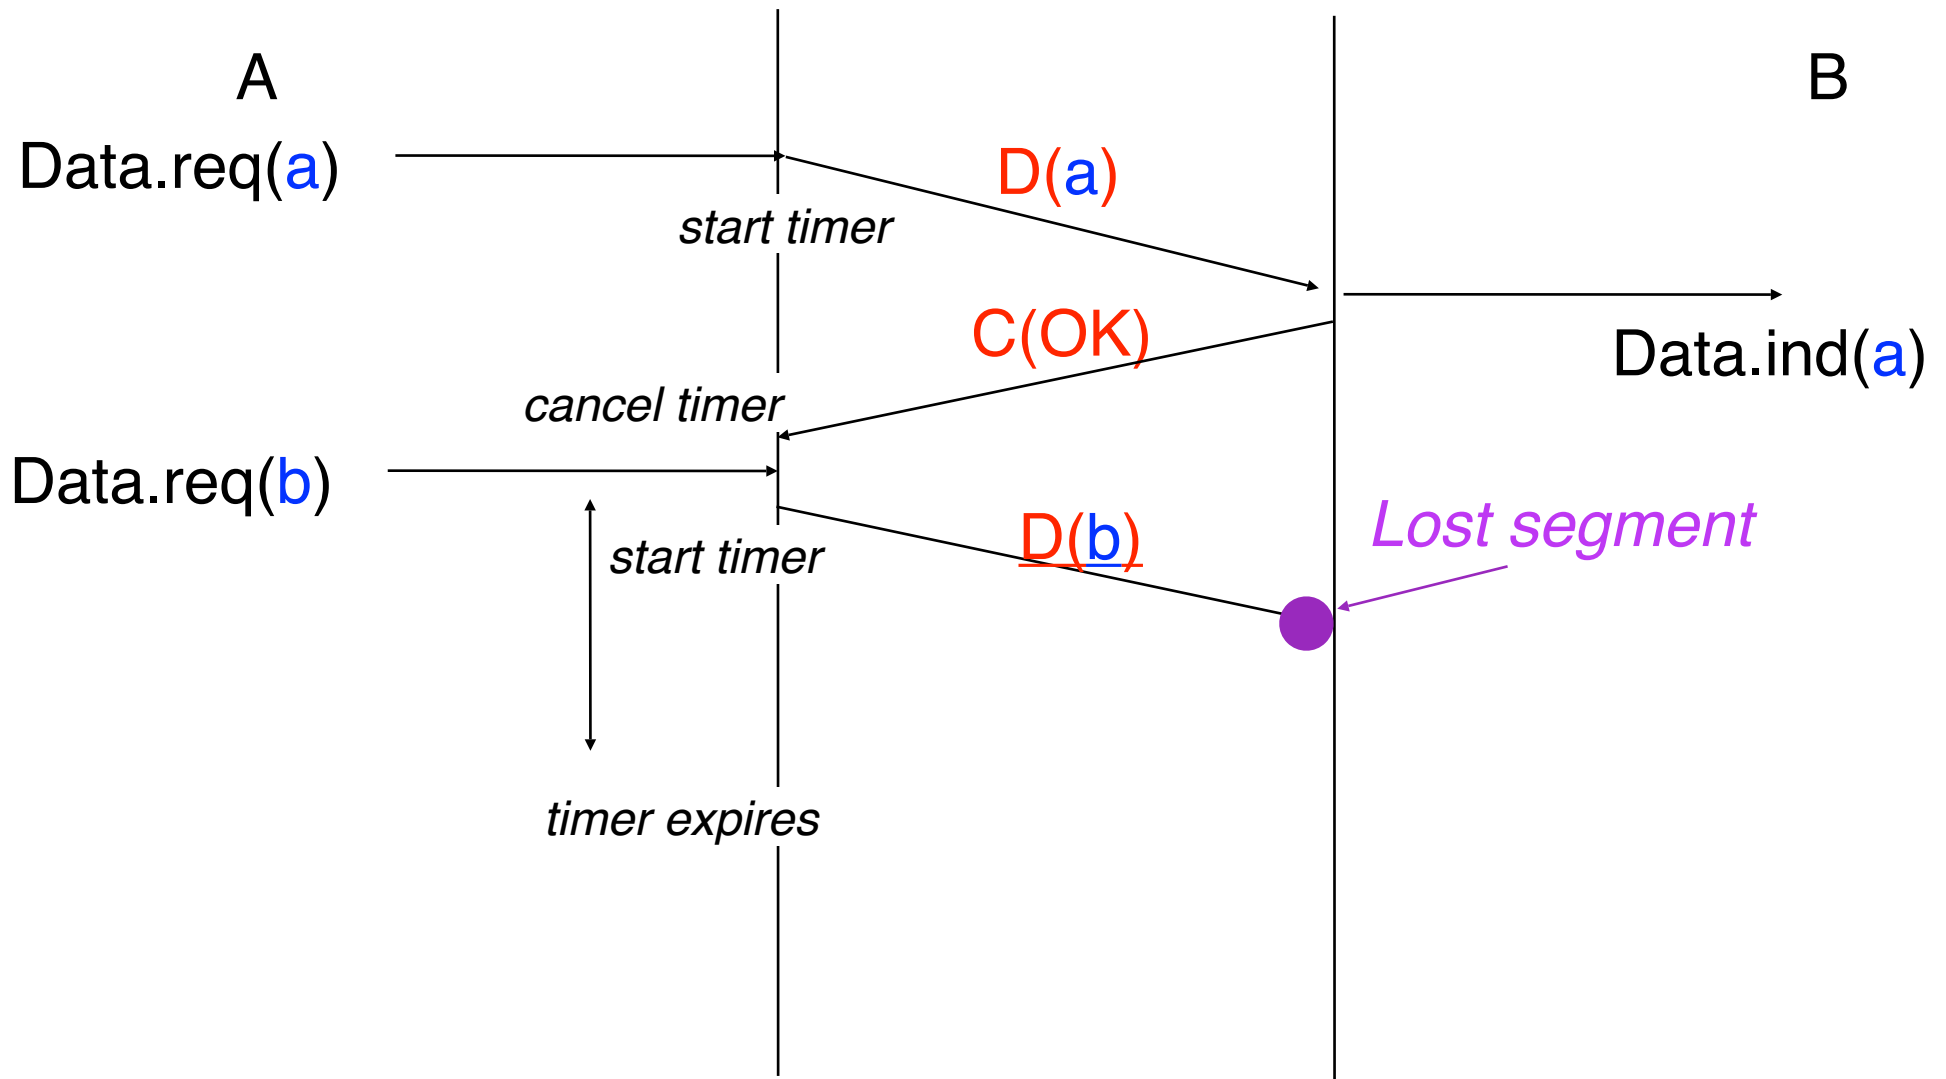 A
B
Data.req(a)
D(a)
start timer
C(OK)
Data.ind(a)
cancel timer
Data.req(b)
D(b)
Lost segment
start timer
timer expires